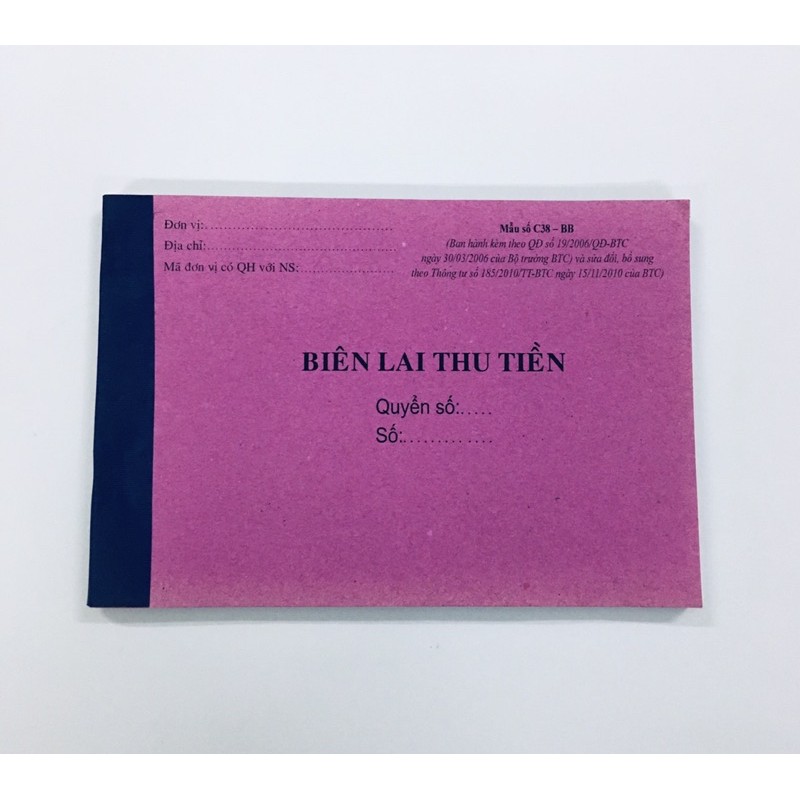 Đơn vị:................................................
Địa chỉ:................................................
Mã đơn vị có QH với NS:........................
Mẫu số C38 – BB
(Ban hành kèm theo QĐ số 19/2006/QĐ-BTC
ngày 30/03/2006 của Bộ trưởng BTC) và sửa đổi, bổ sung
theo Thông tư số 185/2010/TT-BTC ngày 15/11/2010 của BTC)
BIÊN LAI THU TIỀN
Quyển số:.....
Số:..............